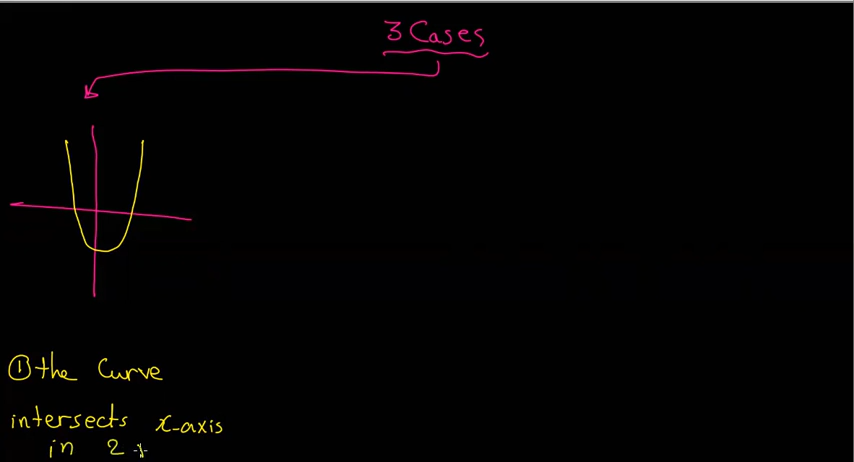 3 Cases
① the Curve
intersects x-axis
in 2